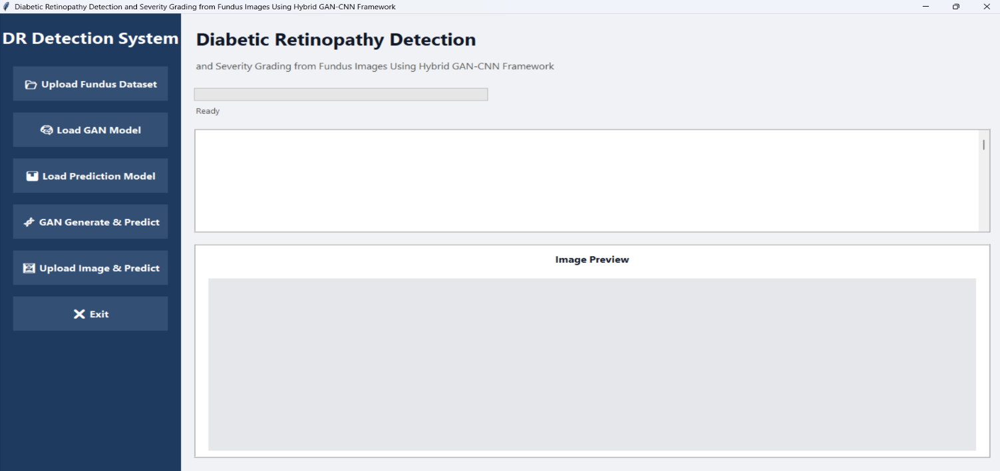 Diabetic Retinopathy Detection and Severity Grading from Fundus Images Using Hybrid GAN-CNN Framework
DR Detection System
Upload Fundus Dataset
Load GAN Model
Load Prediction Model
GAN Generate & Predict
Upload Image & Predict
Exit
Diabetic Retinopathy Detection
and Severity Grading from Fundus Images Using Hybrid GAN-CNN Framework
Ready
Image Preview